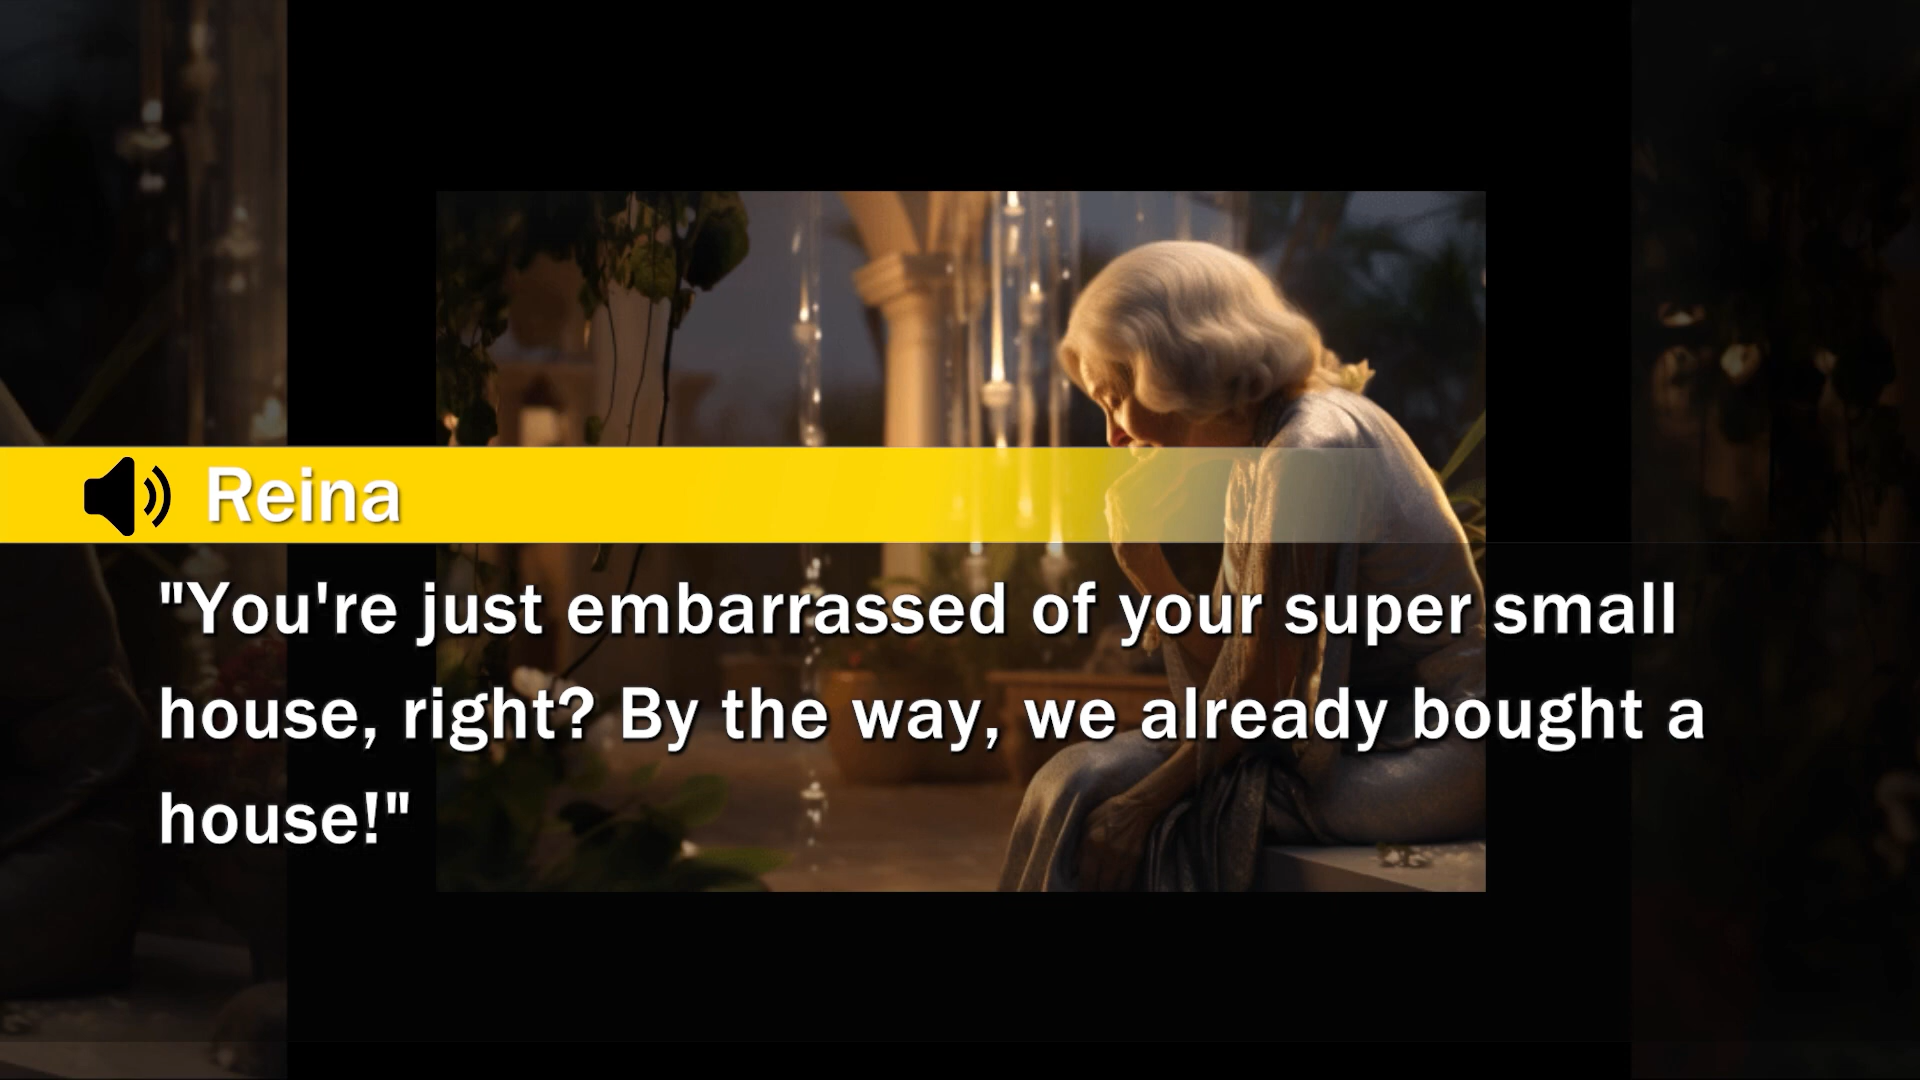 Reina
"You're just embarrassed of your super small
house, right? By the way, we already bought a
house!"